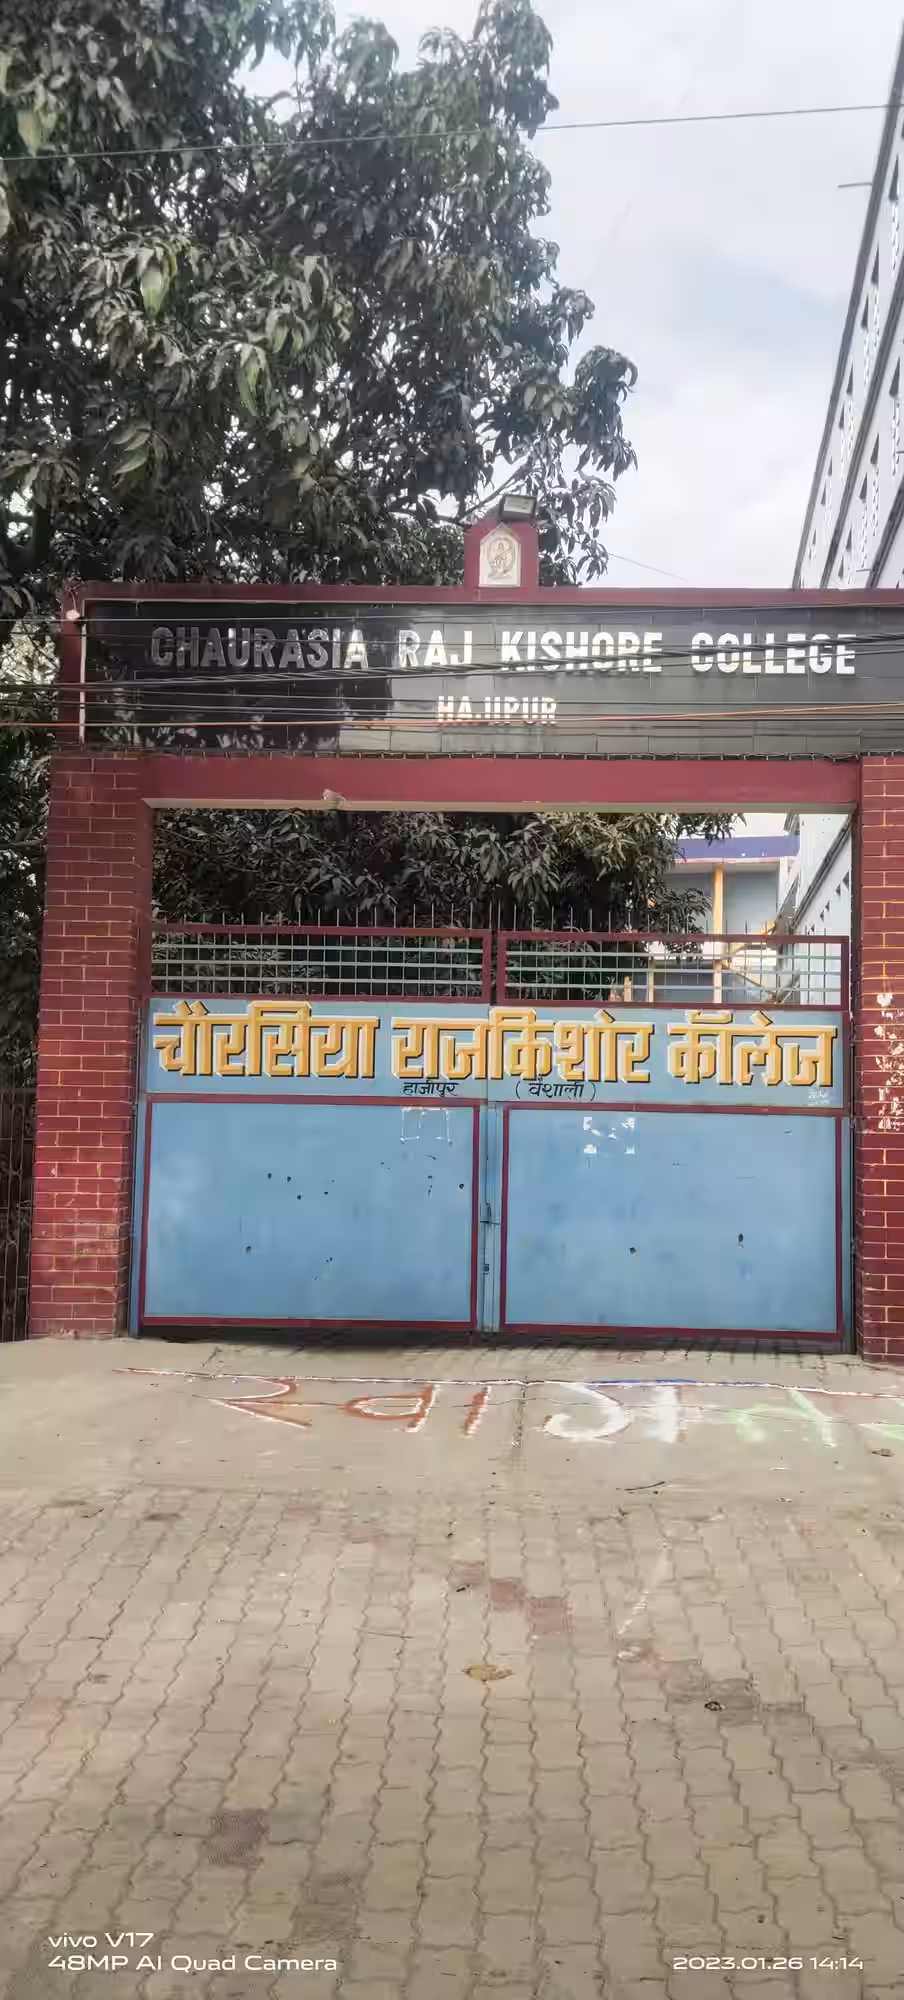 CHAURASIA RAJ KISHORE COLLEGE
HAJIPUR
चौरसिया राजकिशोर कॉलेज
हाजीपुर (वैशाली)
vivo V17
48MP AI Quad Camera
2023.01.26 14:14